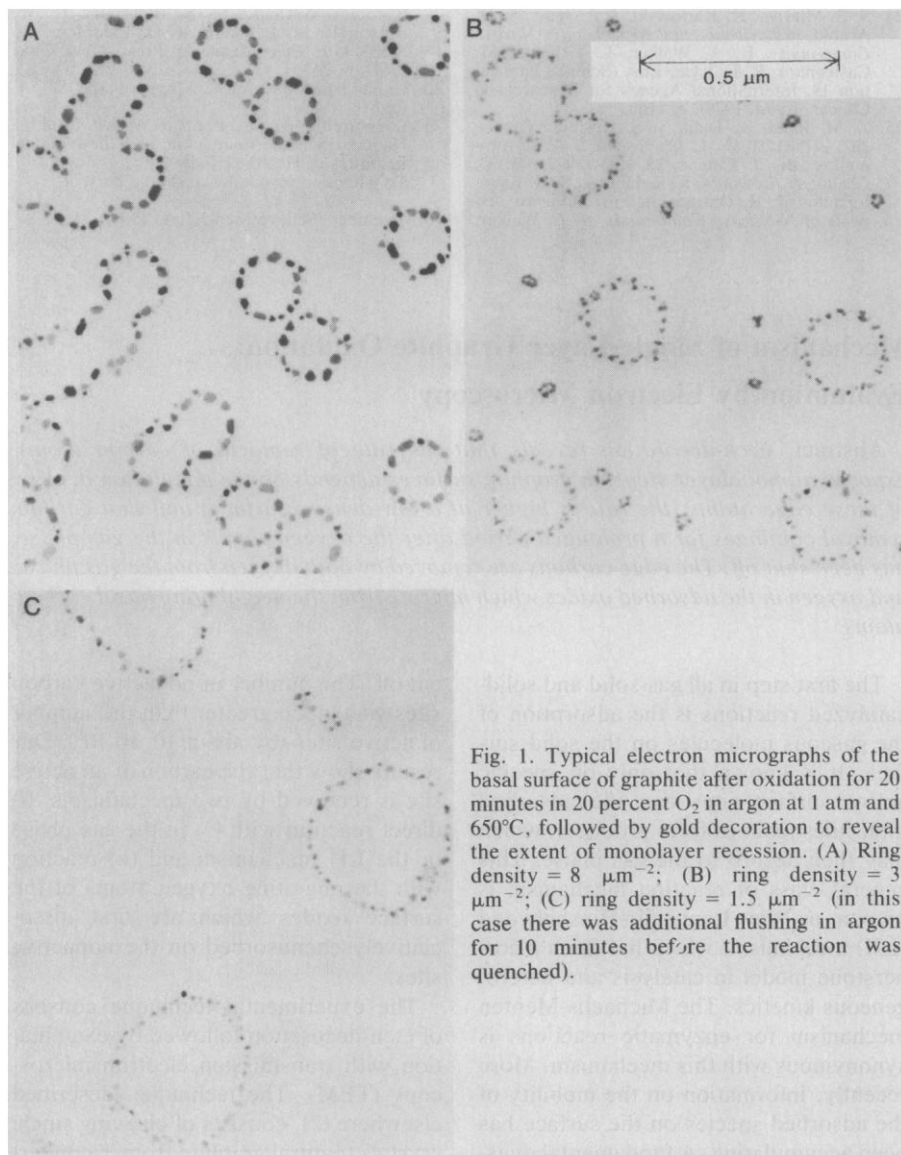 A
B
0.5 μm
C
Fig. 1. Typical electron micrographs of the
basal surface of graphite after oxidation for 20
minutes in 20 percent O₂ in argon at 1 atm and
650°C, followed by gold decoration to reveal
the extent of monolayer recession. (A) Ring
density = 8 μm⁻²; (B) ring density = 3
μm⁻²; (C) ring density = 1.5 μm⁻² (in this
case there was additional flushing in argon
for 10 minutes before the reaction was
quenched).